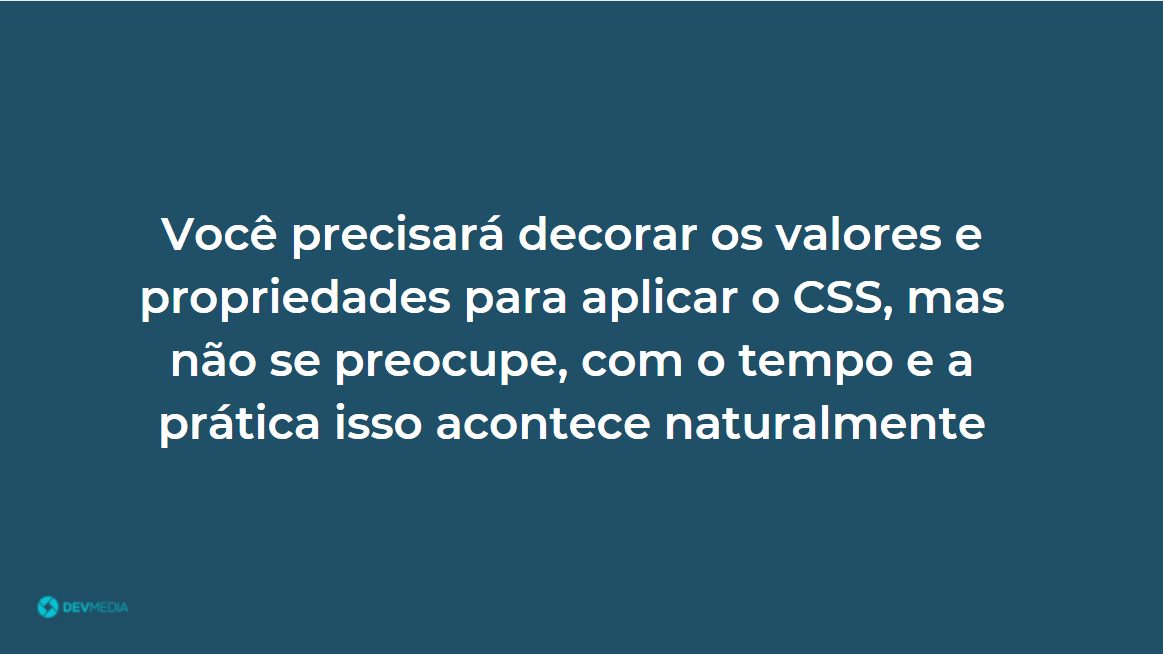 Você precisará decorar os valores e
propriedades para aplicar o CSS, mas
não se preocupe, com o tempo e a
prática isso acontece naturalmente
DEVMEDIA